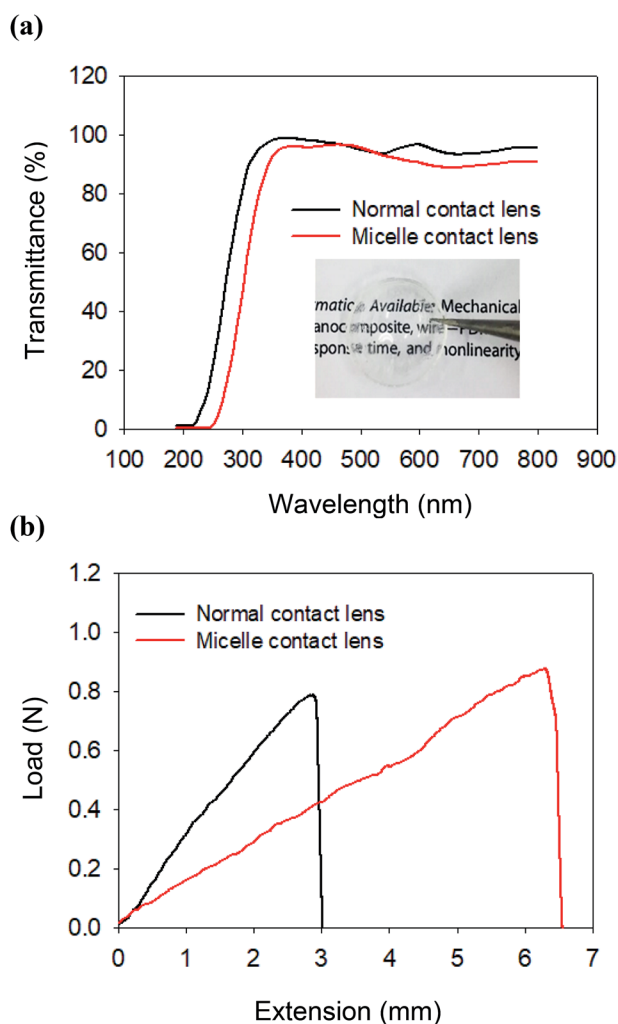 (a)
120
100
80
60
40
20
0
Transmittance (%)
Normal contact lens
Micelle contact lens
Available: Mechanical
wire
sponse time, and nonlinearity
100 200 300 400 500 600 700 800 900
Wavelength (nm)
(b)
1.2
1.0
0.8
0.6
0.4
0.2
0.0
Load (N)
Normal contact lens
Micelle contact lens
0 1 2 3 4 5 6 7
Extension (mm)